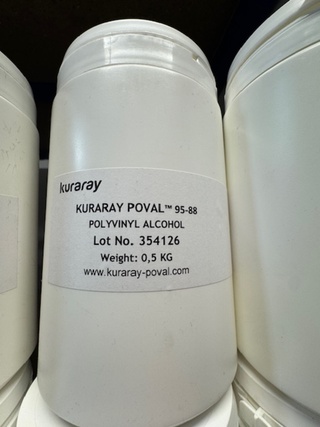 kuraray
KURARAY POVAL™ 95-88
POLYVINYL ALCOHOL
Lot No. 354126
Weight: 0,5 KG
www.kuraray-poval.com